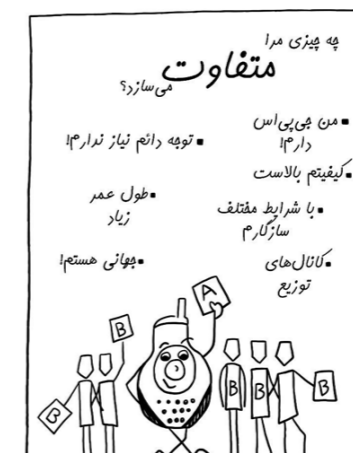 چه چیزی مرا
متفاوت
می‌سازد؟
▪من جی‌پی‌اس
دارم!
▪توجه دائم نیاز ندارم!
▪کیفیتم بالاست
▪طول عمر
زیاد
▪با شرایط مختلف
سازگارم
▪جهانی هستم!
▪کانال‌های
توزیع
A
B
B
B
B
B